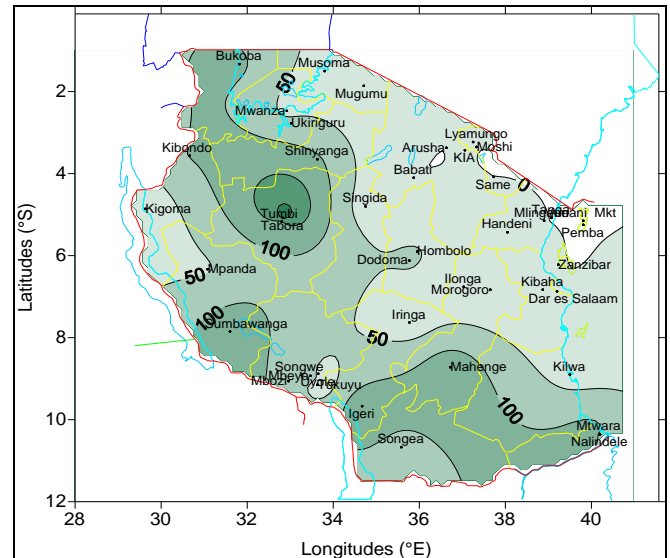 28 30 32 34 36 38 40
2
4
6
8
10
12
Latitudes (°S)
Longitudes (°E)
Bukoba
Musoma
50
Mugumu
Mwanza
Ukiriguru
Lyamungo
Kibondo
Shinyanga
Arusha
Moshi
KIA
Babati
Same
0
Kigoma
Singida
Tumbi
Tabora
Mkt
Handeni
Pemba
100
Hombolo
Dodoma
Zanzibar
50
Mpanda
Ilonga
Kibaha
Morogoro
Dar es Salaam
100
Sumbawanga
Iringa
50
Songwe
Mahenge
Kilwa
Mbeya
Mbozi
Uyole
Tukuyu
Igeri
100
Mtwara
Songea
Nalindele